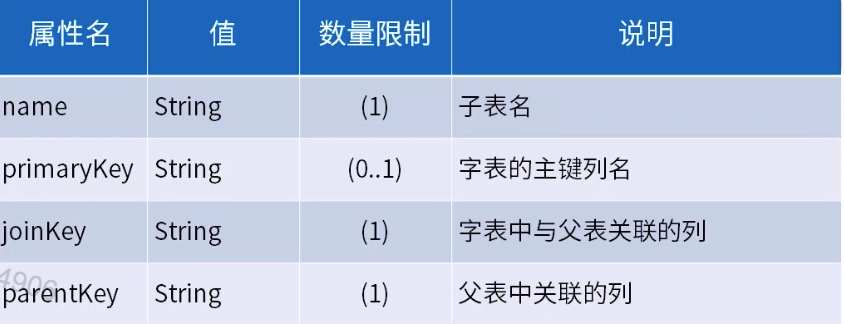 属性名 值 数量限制 说明
name String (1) 子表名
primaryKey String (0..1) 字表的主键列名
joinKey String (1) 字表中与父表关联的列
4906
parentKey String (1) 父表中关联的列